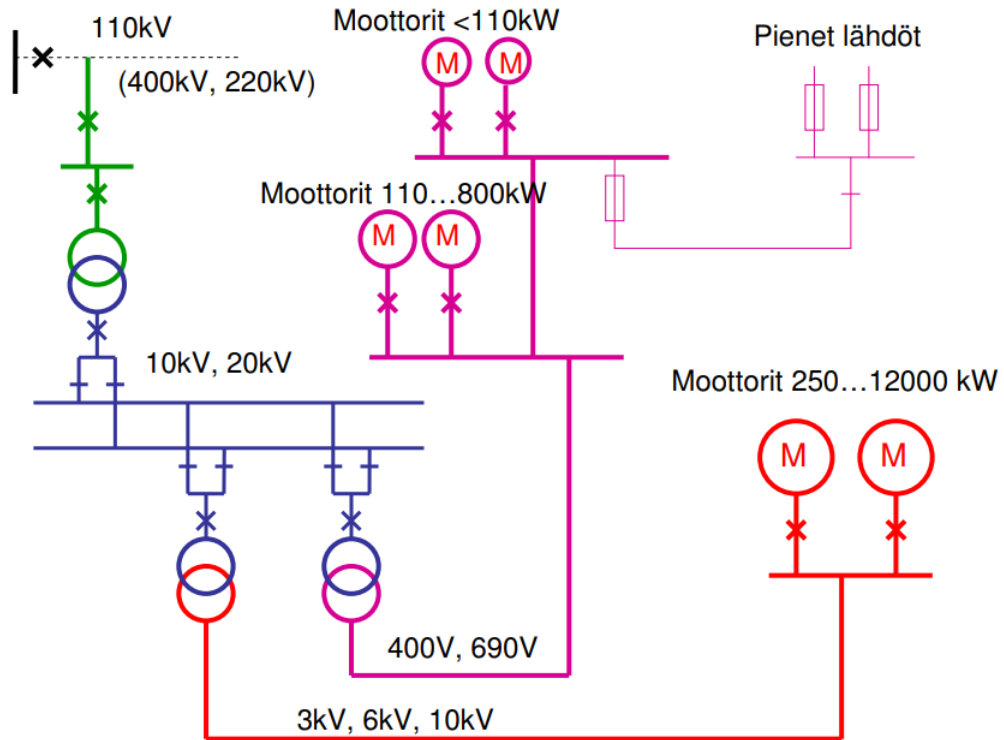 110kV
(400kV, 220kV)
Moottorit <110kW
M M
Pienet lähdöt
Moottorit 110…800kW
M M
10kV, 20kV
Moottorit 250…12000 kW
M M
400V, 690V
3kV, 6kV, 10kV